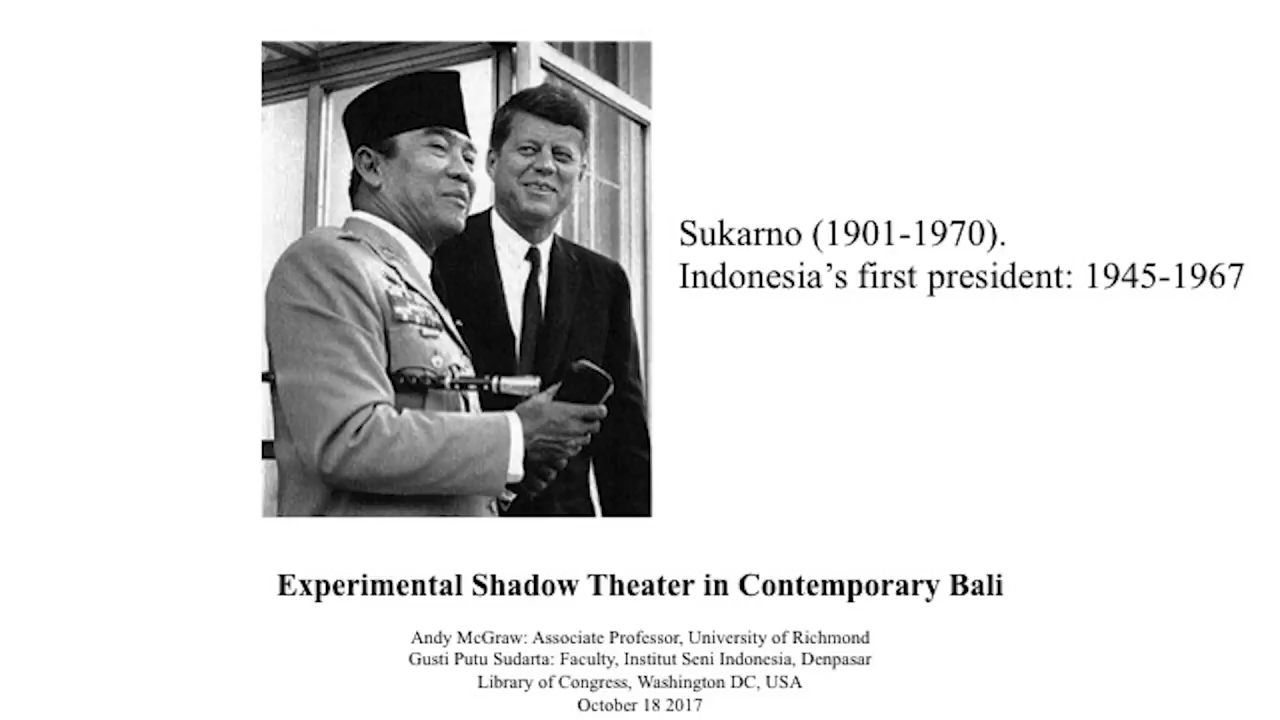 Sukarno (1901-1970).
Indonesia’s first president: 1945-1967
Experimental Shadow Theater in Contemporary Bali
Andy McGraw: Associate Professor, University of Richmond
Gusti Putu Sudarta: Faculty, Institut Seni Indonesia, Denpasar
Library of Congress, Washington DC, USA
October 18 2017